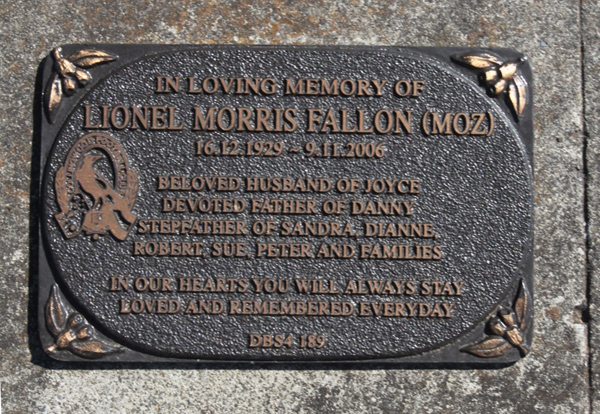 IN LOVING MEMORY OF
LIONEL MORRIS FALLON (MOZ)
16.12.1929 - 9.11.2006
BELOVED HUSBAND OF JOYCE
DEVOTED FATHER OF DANNY
STEPFATHER OF SANDRA, DIANNE,
ROBERT, SUE, PETER AND FAMILIES
IN OUR HEARTS YOU WILL ALWAYS STAY
LOVED AND REMEMBERED EVERYDAY
DBS4 189